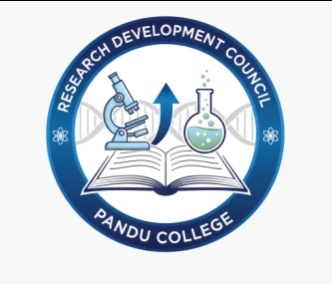 RESEARCH DEVELOPMENT COUNCIL
PANDU COLLEGE